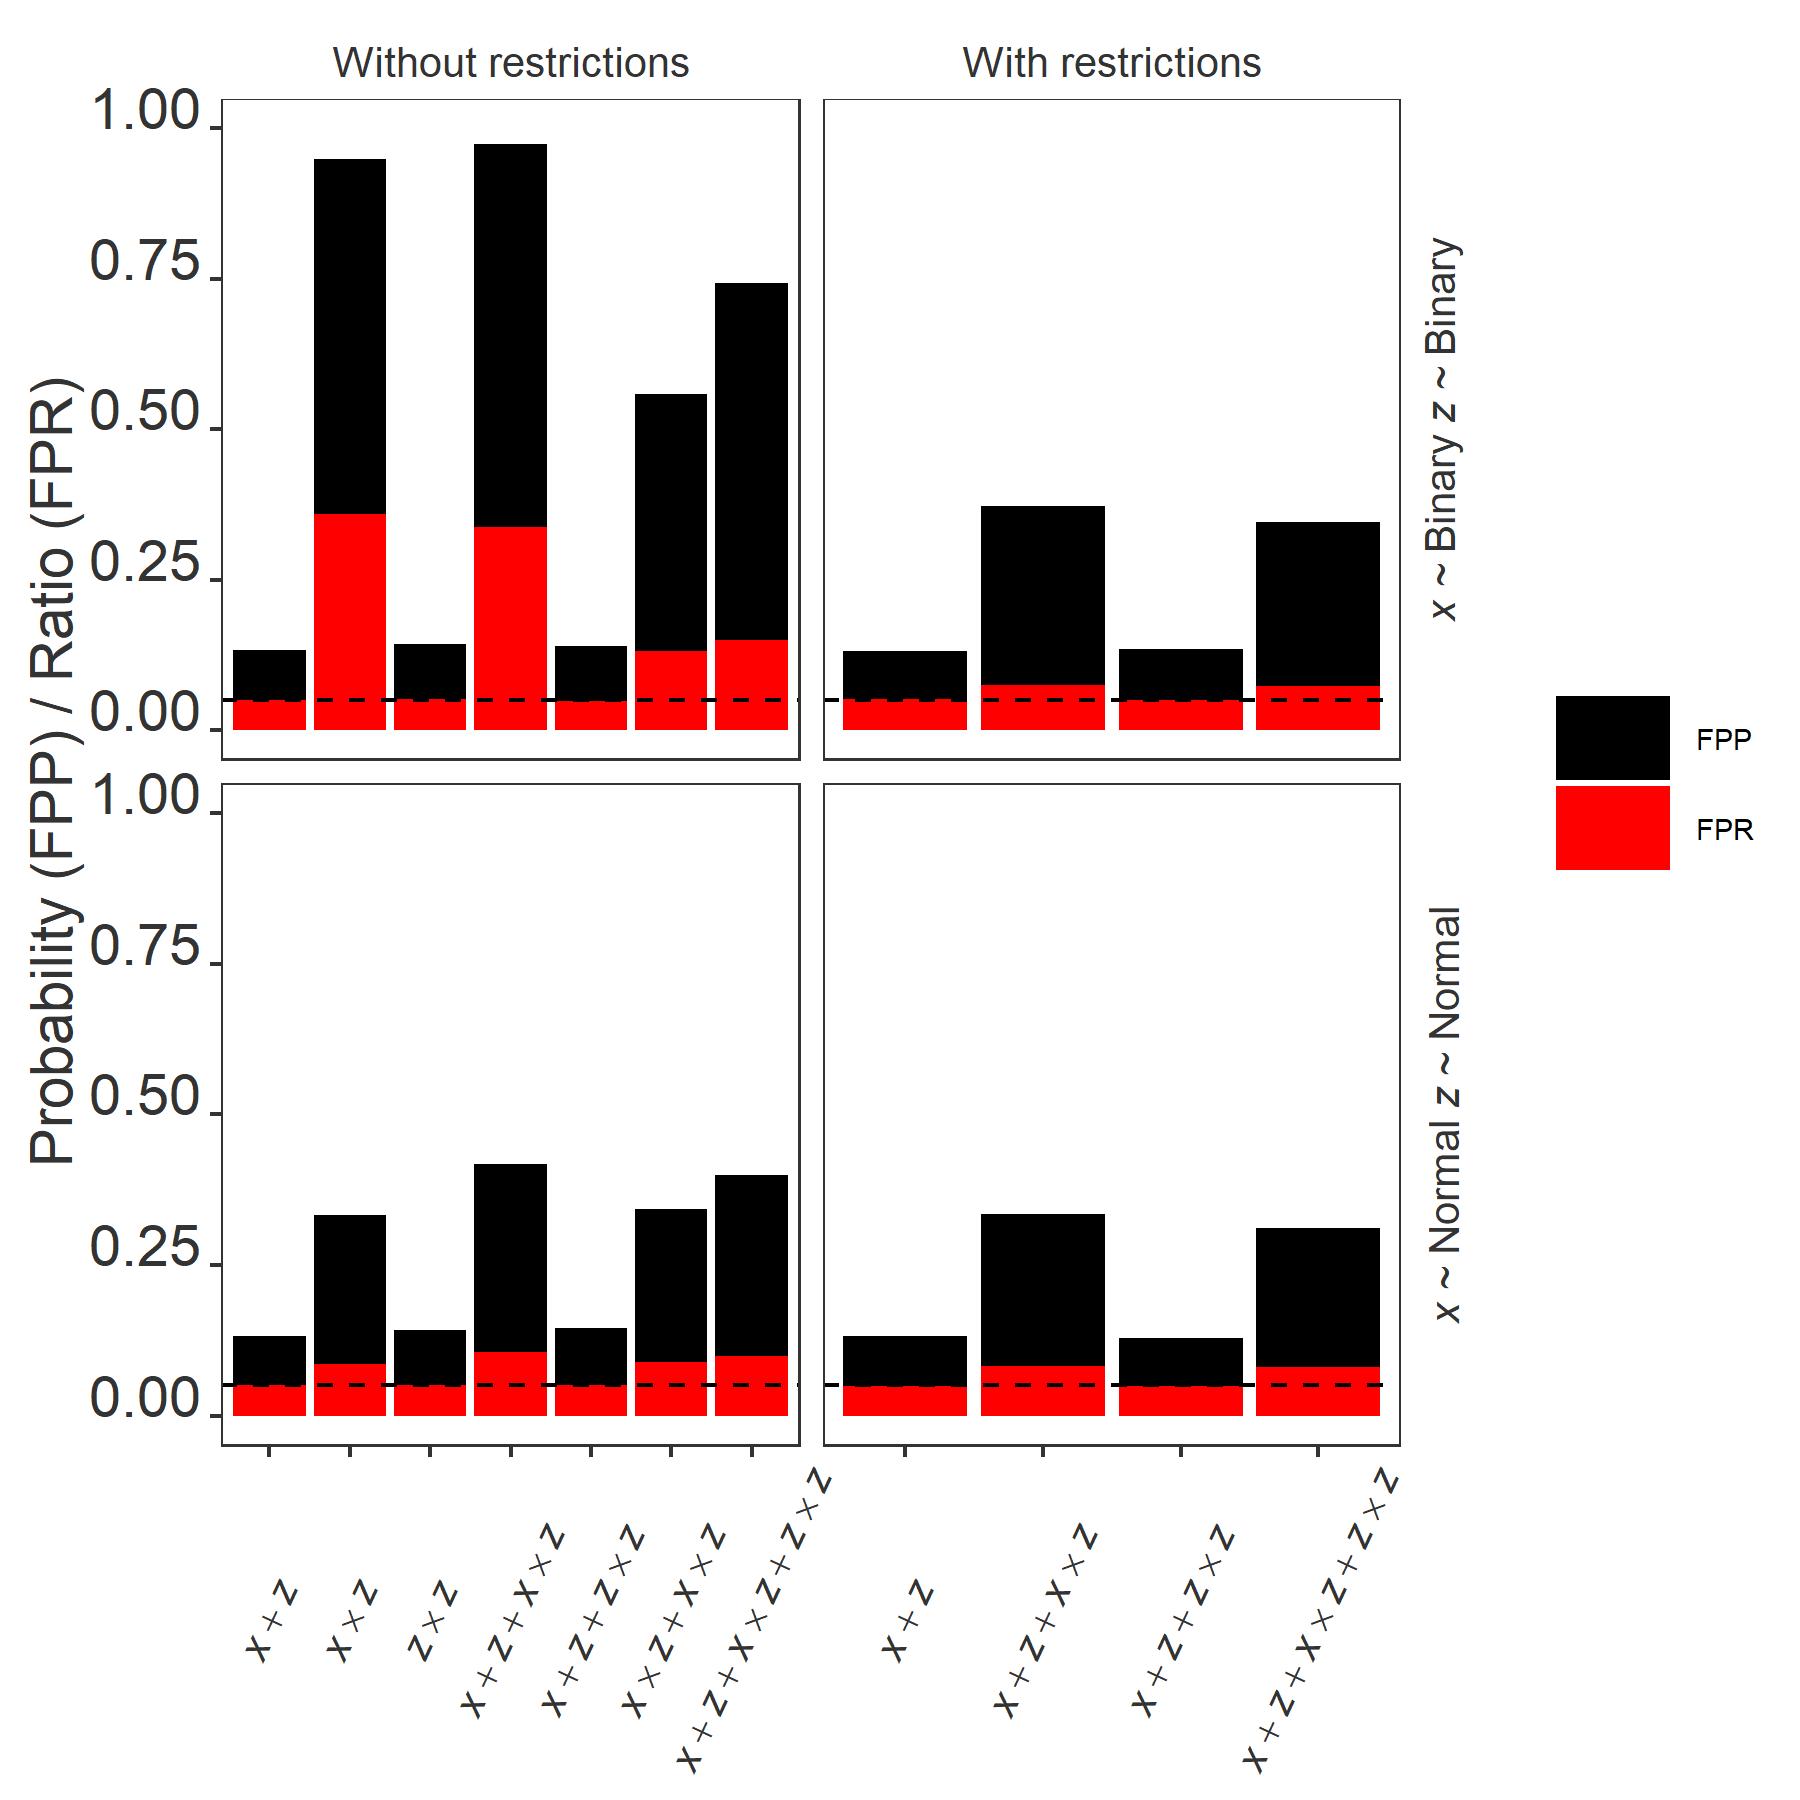 Without restrictions
With restrictions
Probability (FPP) / Ratio (FPR)
1.00
0.75
0.50
0.25
0.00
x ~ Binary z ~ Binary
1.00
0.75
0.50
0.25
0.00
x ~ Normal z ~ Normal
FPP
FPR
x + z
x × z
z × z
x + z + x × z
x + z + z × z
x × z + x × z
x + z + x × z + z × z
x + z
x + z + x × z
x + z + z × z
x + z + x × z + z × z